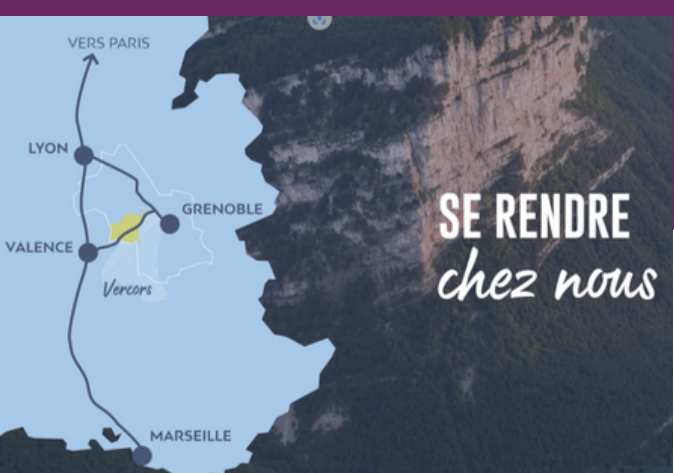 VERS PARIS
LYON
GRENOBLE
VALENCE
Vercors
MARSEILLE
SE RENDRE
chez nous